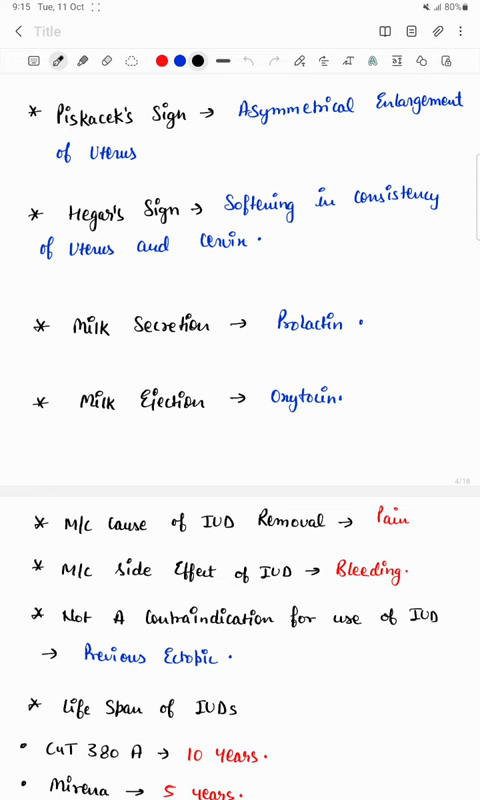 9:15 Tue, 11 Oct
80%
Title
* Piskacek's Sign → Asymmetrical Enlargement
of Uterus
* Hegar's Sign → Softening in consistency
of Uterus and Cervix.
* Milk Secretion → Prolactin.
* Milk Ejection → Oxytocin.
4/18
* M/c Cause of IUD Removal → Pain
* M/c side Effect of IUD → Bleeding.
* Not A Contraindication for use of IUD
→ Previous Ectopic.
* Life Span of IUDs
• CuT 380 A → 10 years.
• Mirena → 5 years.